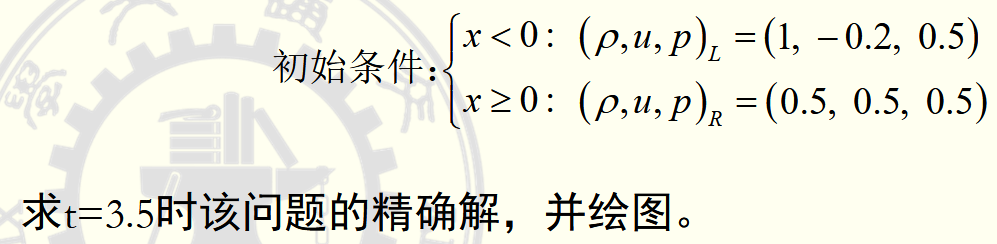 初始条件：{ x < 0 : (ρ,u,p)_L = (1, −0.2, 0.5)
x ≥ 0 : (ρ,u,p)_R = (0.5, 0.5, 0.5)
求t=3.5时该问题的精确解，并绘图。